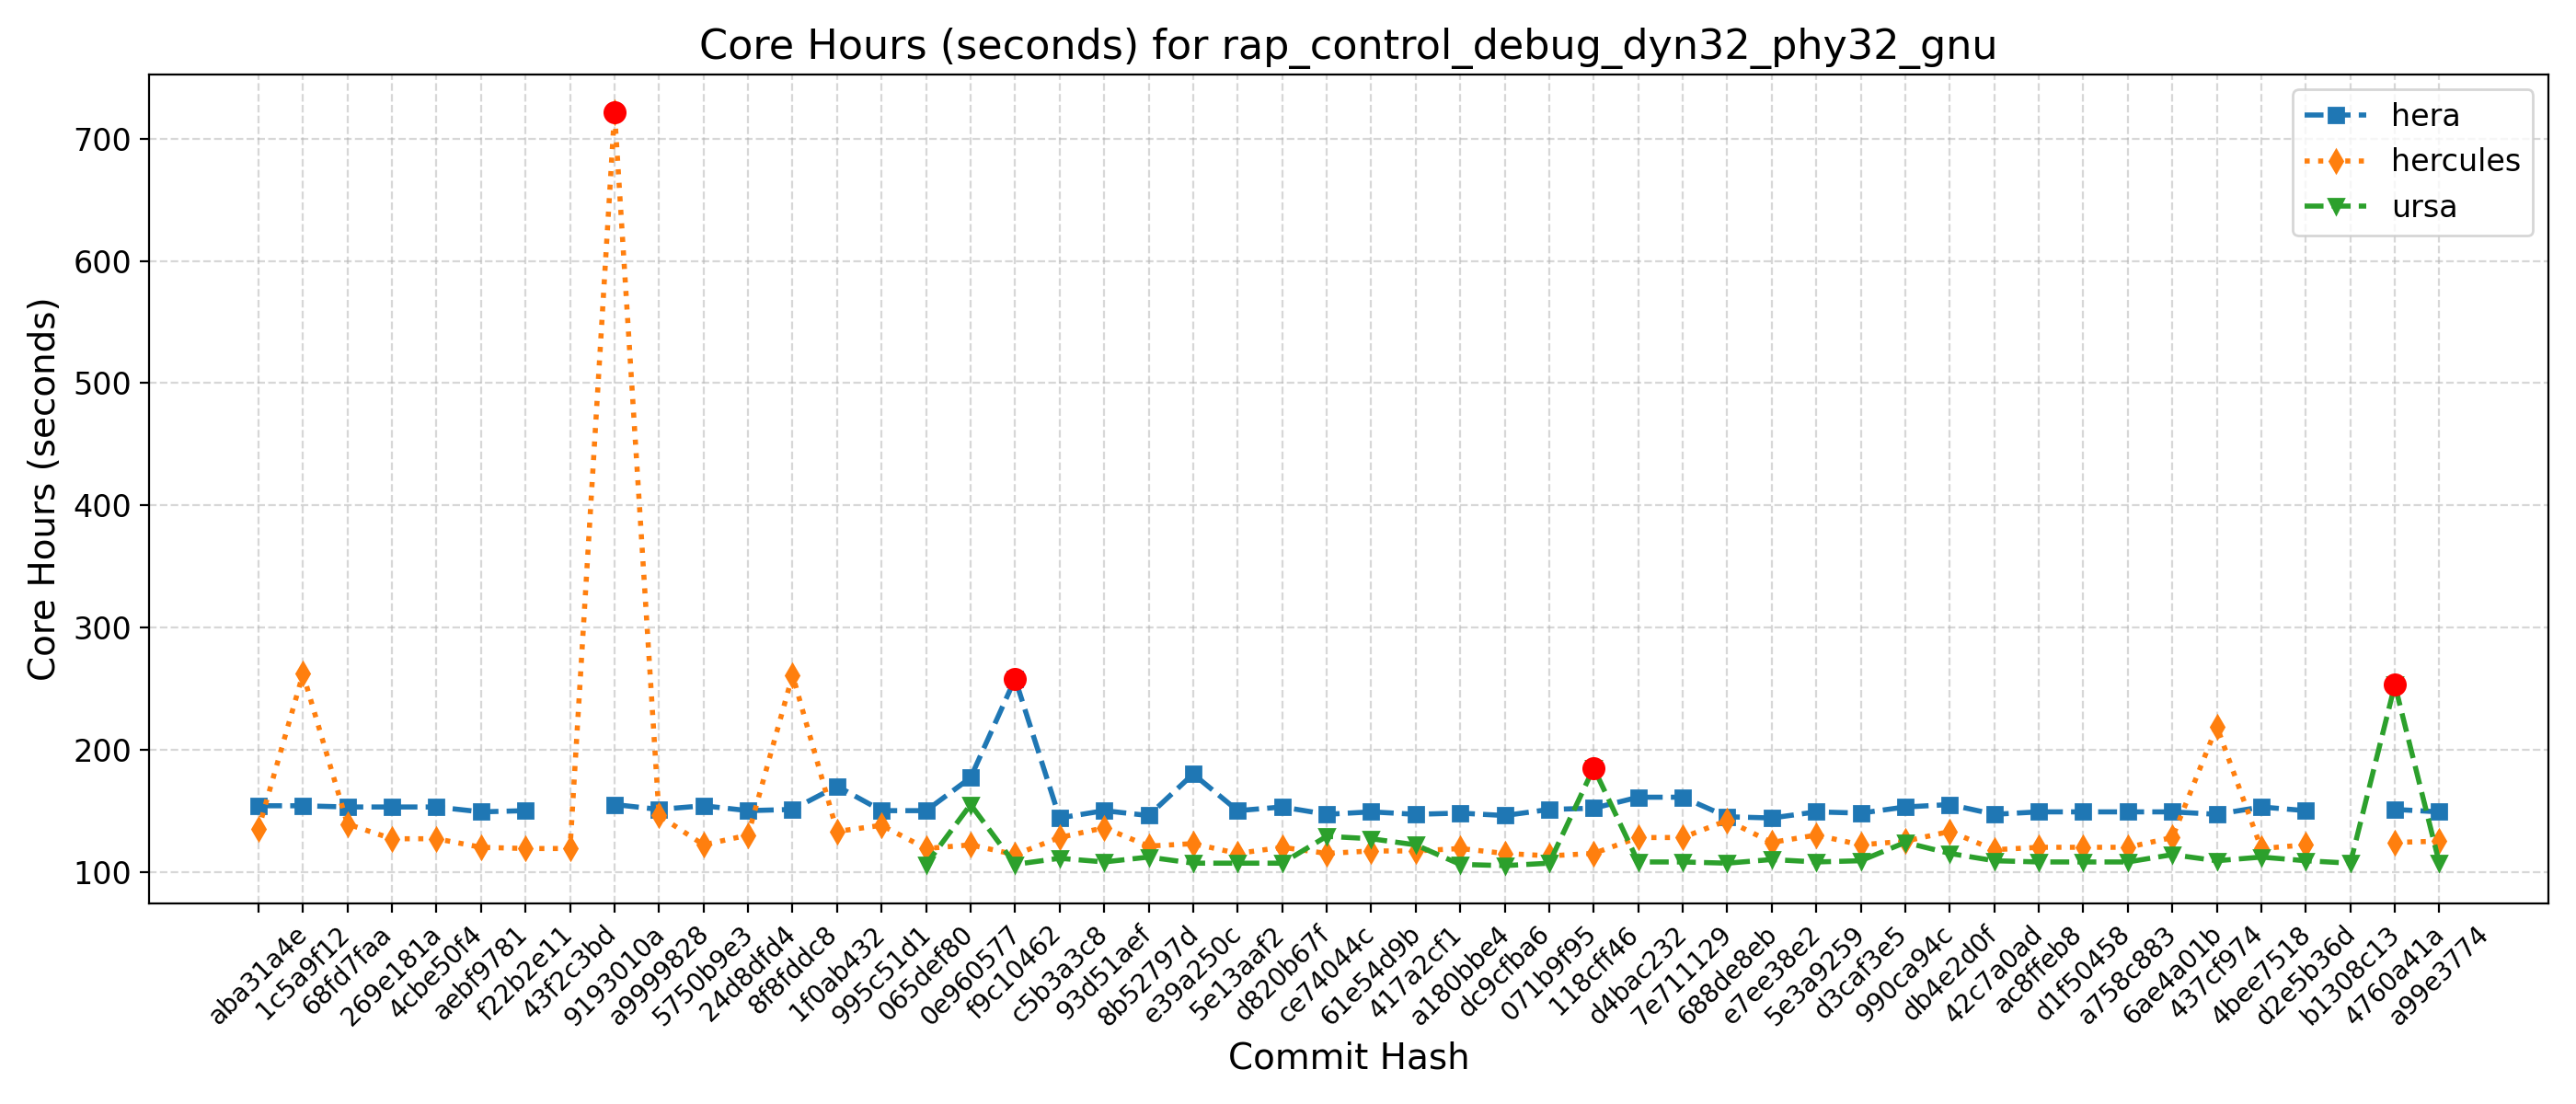 Core Hours (seconds) for rap_control_debug_dyn32_phy32_gnu
hera
hercules
ursa
Core Hours (seconds)
700
600
500
400
300
200
100
aba31a4e
1c5a9f12
68fd7faa
269e181a
4cbe50f4
aebf9781
f22b2e11
43f2c3bd
9193010a
a9999828
5750b9e3
24d8dfd4
8f8fddc8
1f0ab432
995c51d1
065def80
0e960577
f9c10462
c5b3a3c8
93d51aef
8b52797d
e39a250c
5e13aaf2
d820b67f
ce74044c
61e54d9b
417a2cf1
a180bbe4
dc9cfba6
071b9f95
118cff46
d4bac232
7e711129
688de8eb
e7ee38e2
5e3a9259
d3caf3e5
990ca94c
db4e2d0f
42c7a0ad
ac8ffeb8
d1f50458
a758c883
6ae4a01b
437cf974
4bee7518
d2e5b36d
b1308c13
4760a41a
a99e3774
Commit Hash